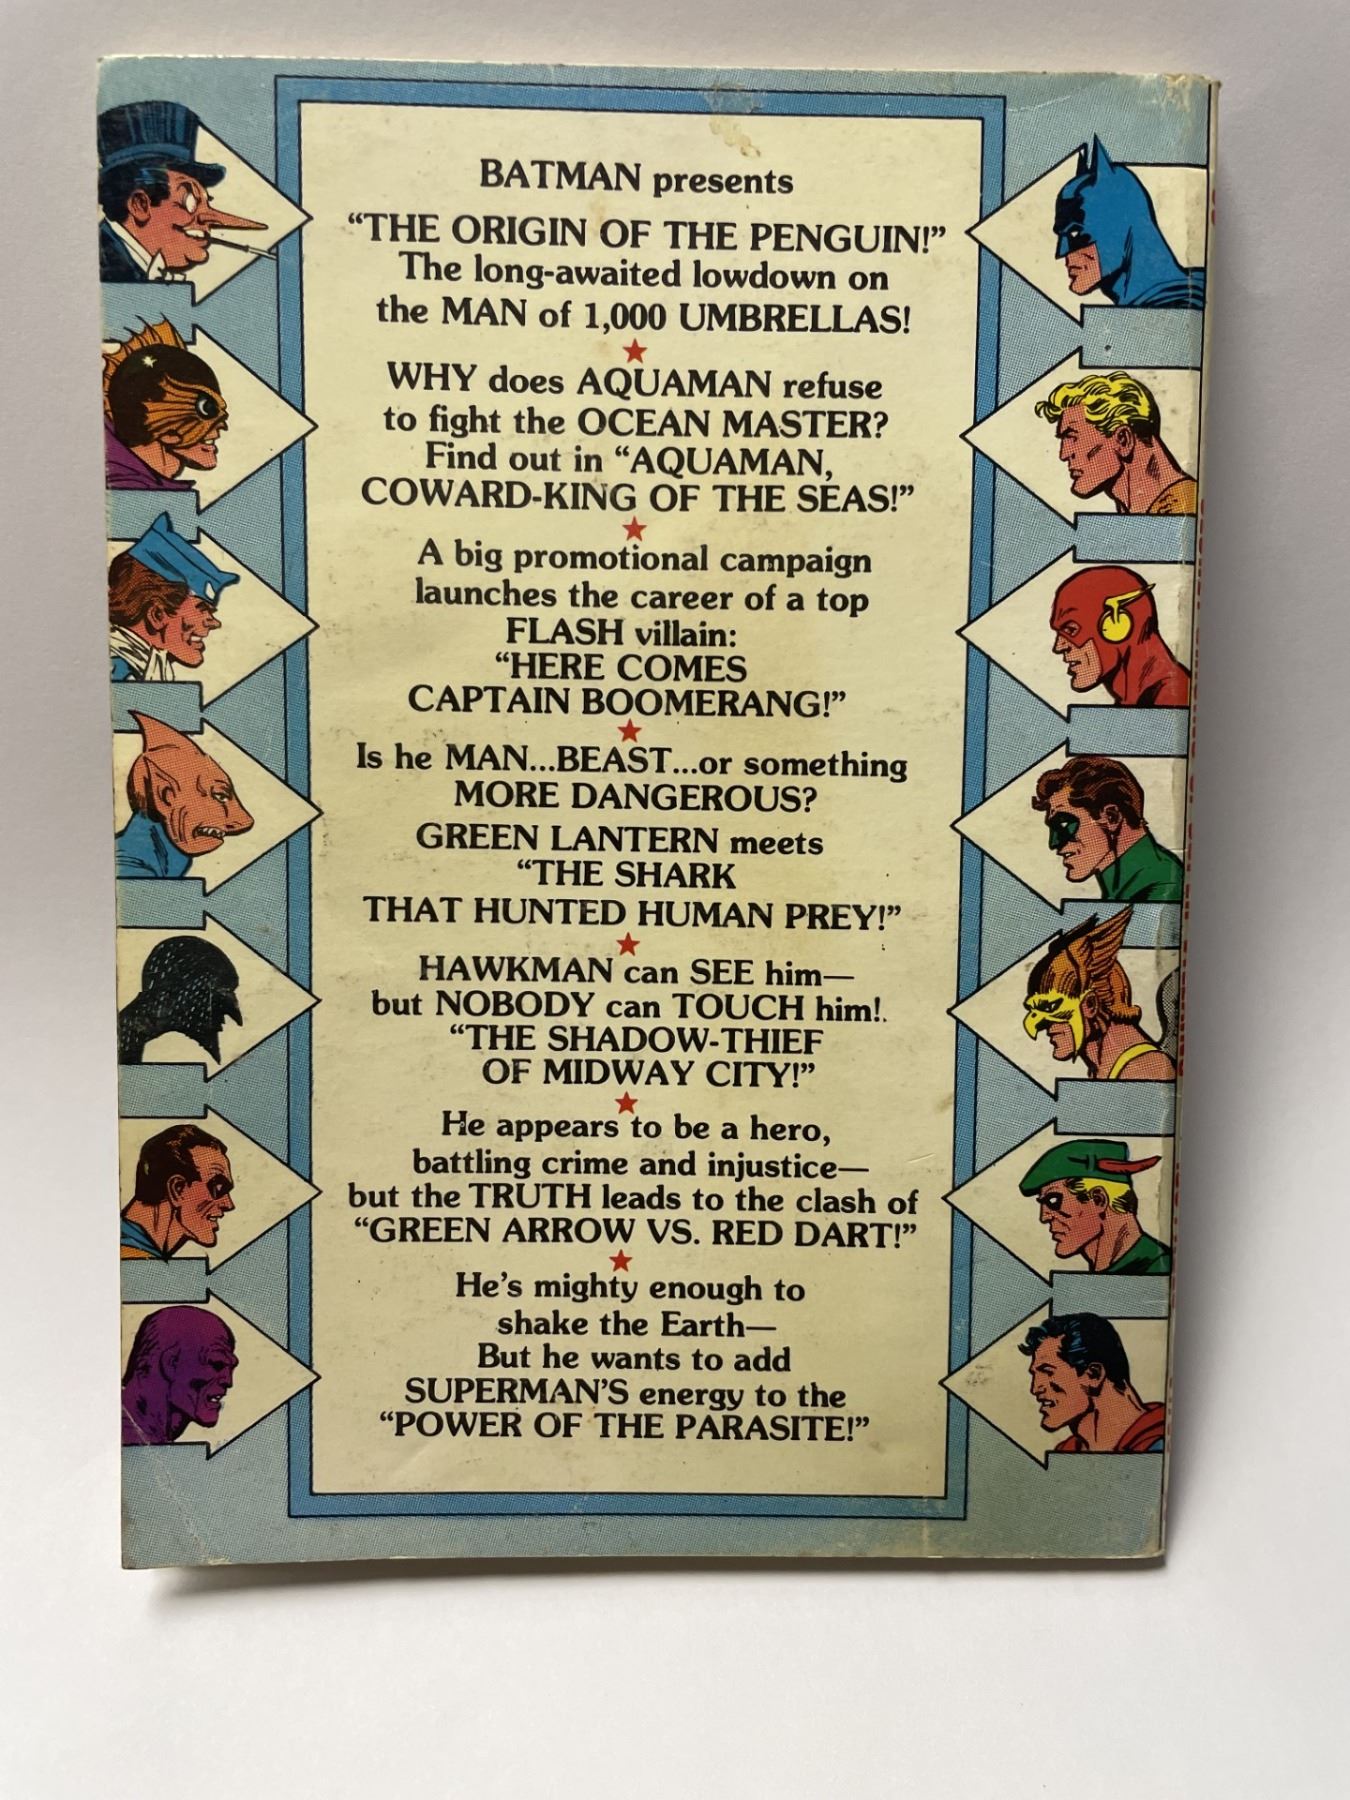 BATMAN presents
“THE ORIGIN OF THE PENGUIN!”
The long-awaited lowdown on
the MAN of 1,000 UMBRELLAS!
WHY does AQUAMAN refuse
to fight the OCEAN MASTER?
Find out in “AQUAMAN,
COWARD-KING OF THE SEAS!”
A big promotional campaign
launches the career of a top
FLASH villain:
“HERE COMES
CAPTAIN BOOMERANG!”
Is he MAN...BEAST...or something
MORE DANGEROUS?
GREEN LANTERN meets
“THE SHARK
THAT HUNTED HUMAN PREY!”
HAWKMAN can SEE him—
but NOBODY can TOUCH him!
“THE SHADOW-THIEF
OF MIDWAY CITY!”
He appears to be a hero,
battling crime and injustice—
but the TRUTH leads to the clash of
“GREEN ARROW VS. RED DART!”
He’s mighty enough to
shake the Earth—
But he wants to add
SUPERMAN’S energy to the
“POWER OF THE PARASITE!”